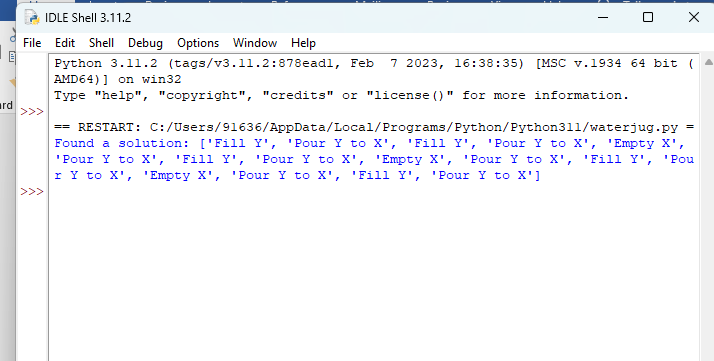 IDLE Shell 3.11.2
File Edit Shell Debug Options Window Help
Python 3.11.2 (tags/v3.11.2:878ead1, Feb  7 2023, 16:38:35) [MSC v.1934 64 bit (
AMD64)] on win32
Type "help", "copyright", "credits" or "license()" for more information.
>>>
== RESTART: C:/Users/91636/AppData/Local/Programs/Python/Python311/waterjug.py =
Found a solution: ['Fill Y', 'Pour Y to X', 'Fill Y', 'Pour Y to X', 'Empty X',
'Pour Y to X', 'Fill Y', 'Pour Y to X', 'Empty X', 'Pour Y to X', 'Fill Y', 'Pou
r Y to X', 'Empty X', 'Pour Y to X', 'Fill Y', 'Pour Y to X']
>>>